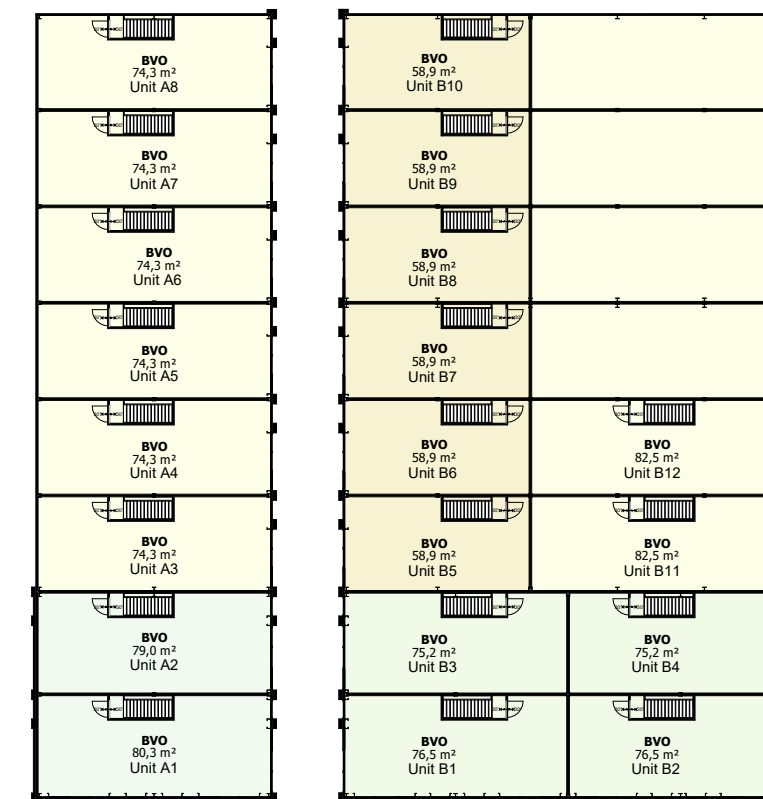 BVO
74,3 m²
Unit A8
BVO
74,3 m²
Unit A7
BVO
74,3 m²
Unit A6
BVO
74,3 m²
Unit A5
BVO
74,3 m²
Unit A4
BVO
74,3 m²
Unit A3
BVO
79,0 m²
Unit A2
BVO
80,3 m²
Unit A1
BVO
58,9 m²
Unit B10
BVO
58,9 m²
Unit B9
BVO
58,9 m²
Unit B8
BVO
58,9 m²
Unit B7
BVO
58,9 m²
Unit B6
BVO
58,9 m²
Unit B5
BVO
75,2 m²
Unit B3
BVO
76,5 m²
Unit B1
BVO
82,5 m²
Unit B12
BVO
82,5 m²
Unit B11
BVO
75,2 m²
Unit B4
BVO
76,5 m²
Unit B2